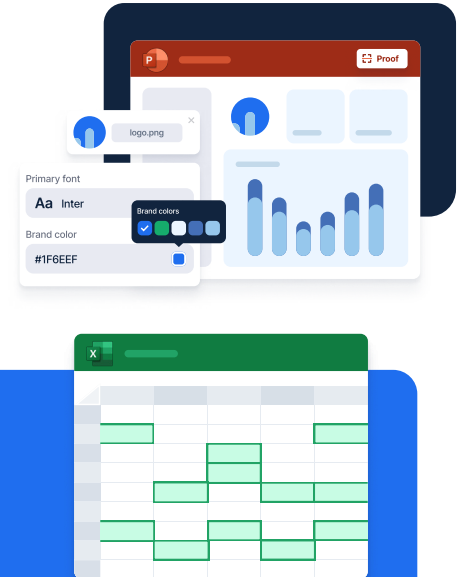 P
Proof
logo.png
Primary font
Aa Inter
Brand colors
Brand color
#1F6EEF
X